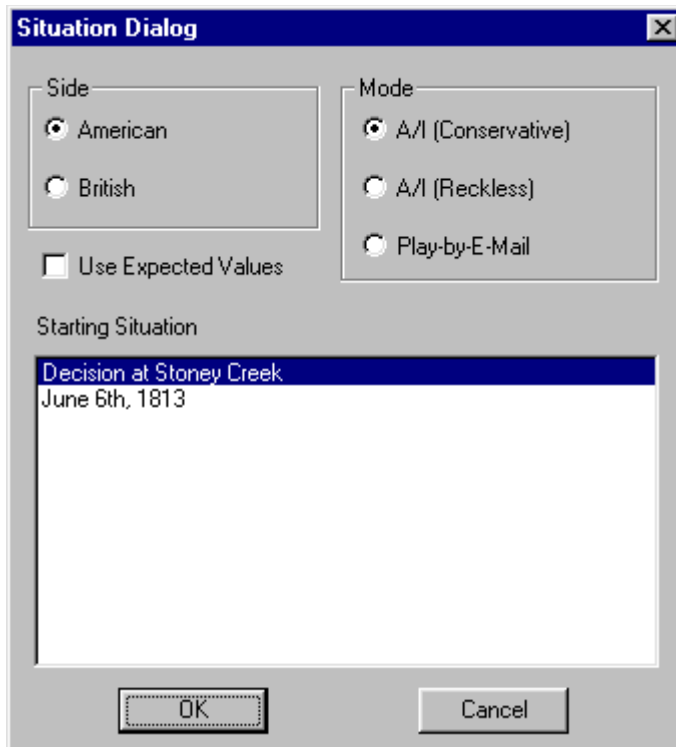 Situation Dialog
Side
American
British
Use Expected Values
Mode
A/I (Conservative)
A/I (Reckless)
Play-by-E-Mail
Starting Situation
Decision at Stoney Creek
June 6th, 1813
OK
Cancel